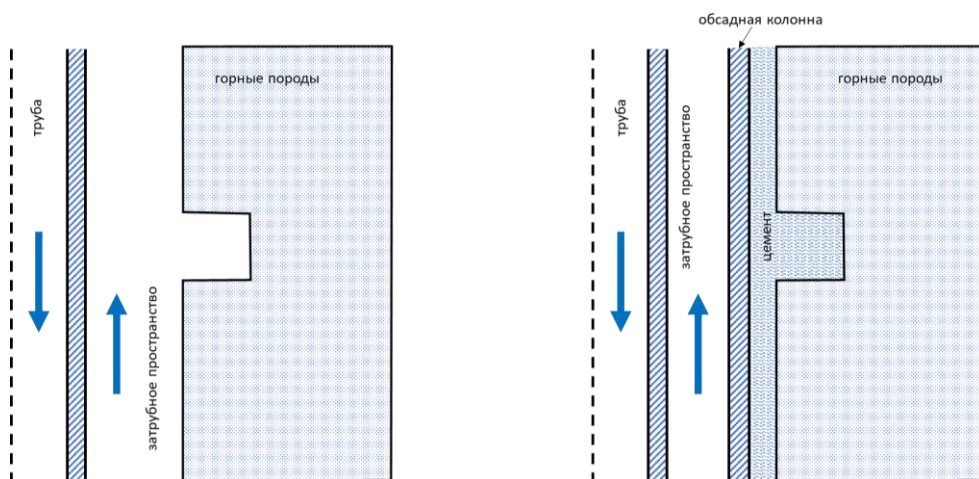 обсадная колонна
горные породы
труба
затрубное пространство
горные породы
труба
затрубное пространство
цемент